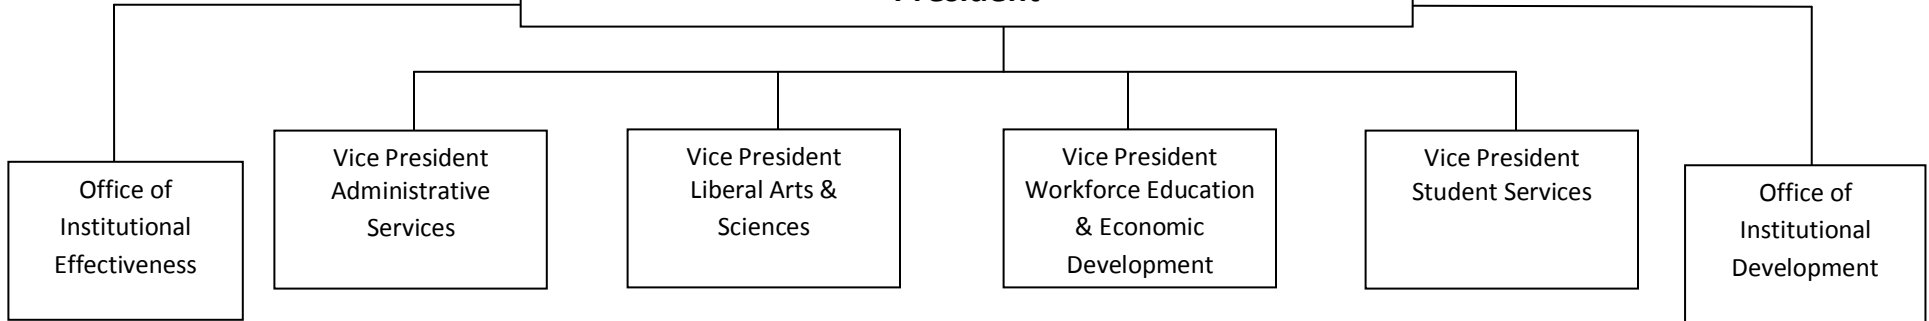 President
Office of
Institutional
Effectiveness
Vice President
Administrative
Services
Vice President
Liberal Arts &
Sciences
Vice President
Workforce Education
& Economic
Development
Vice President
Student Services
Office of
Institutional
Development